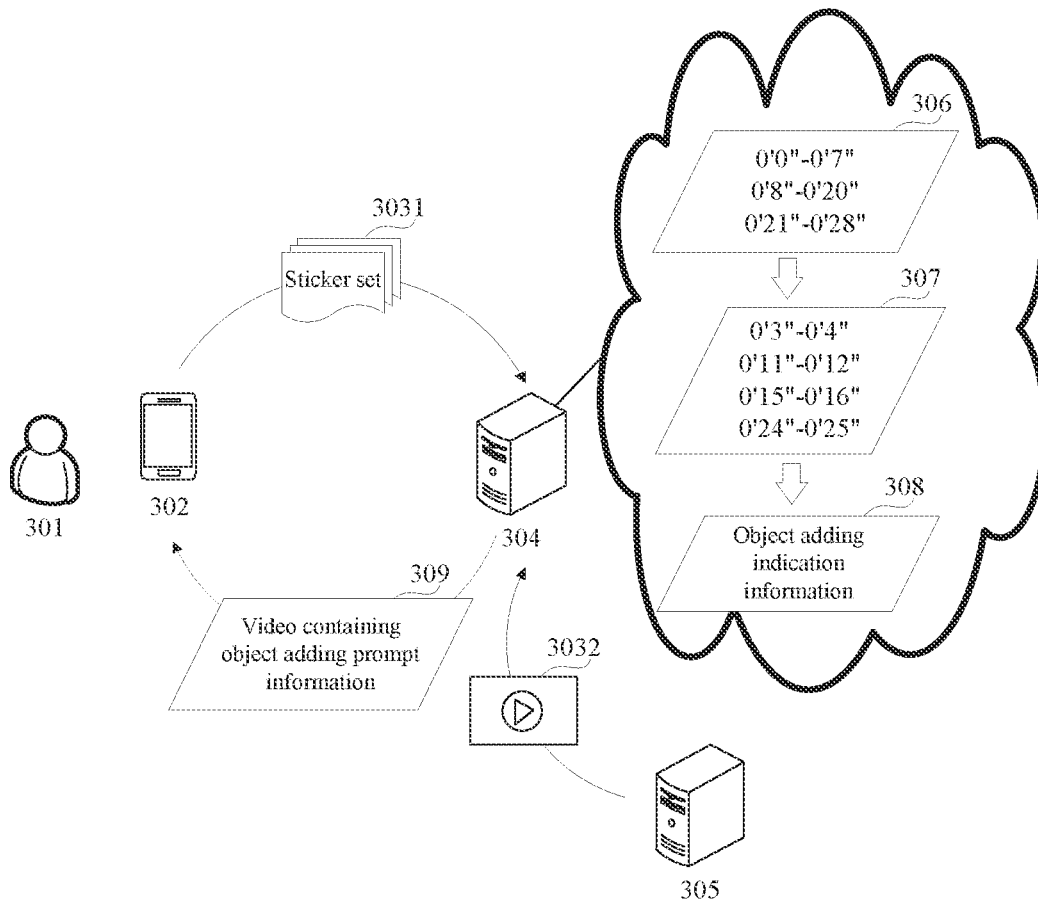 306
0'0"-0'7"
0'8"-0'20"
0'21"-0'28"
3031
Sticker set
307
0'3"-0'4"
0'11"-0'12"
0'15"-0'16"
0'24"-0'25"
301
302
304
308
Object adding
indication
information
309
Video containing
object adding prompt
information
3032
305